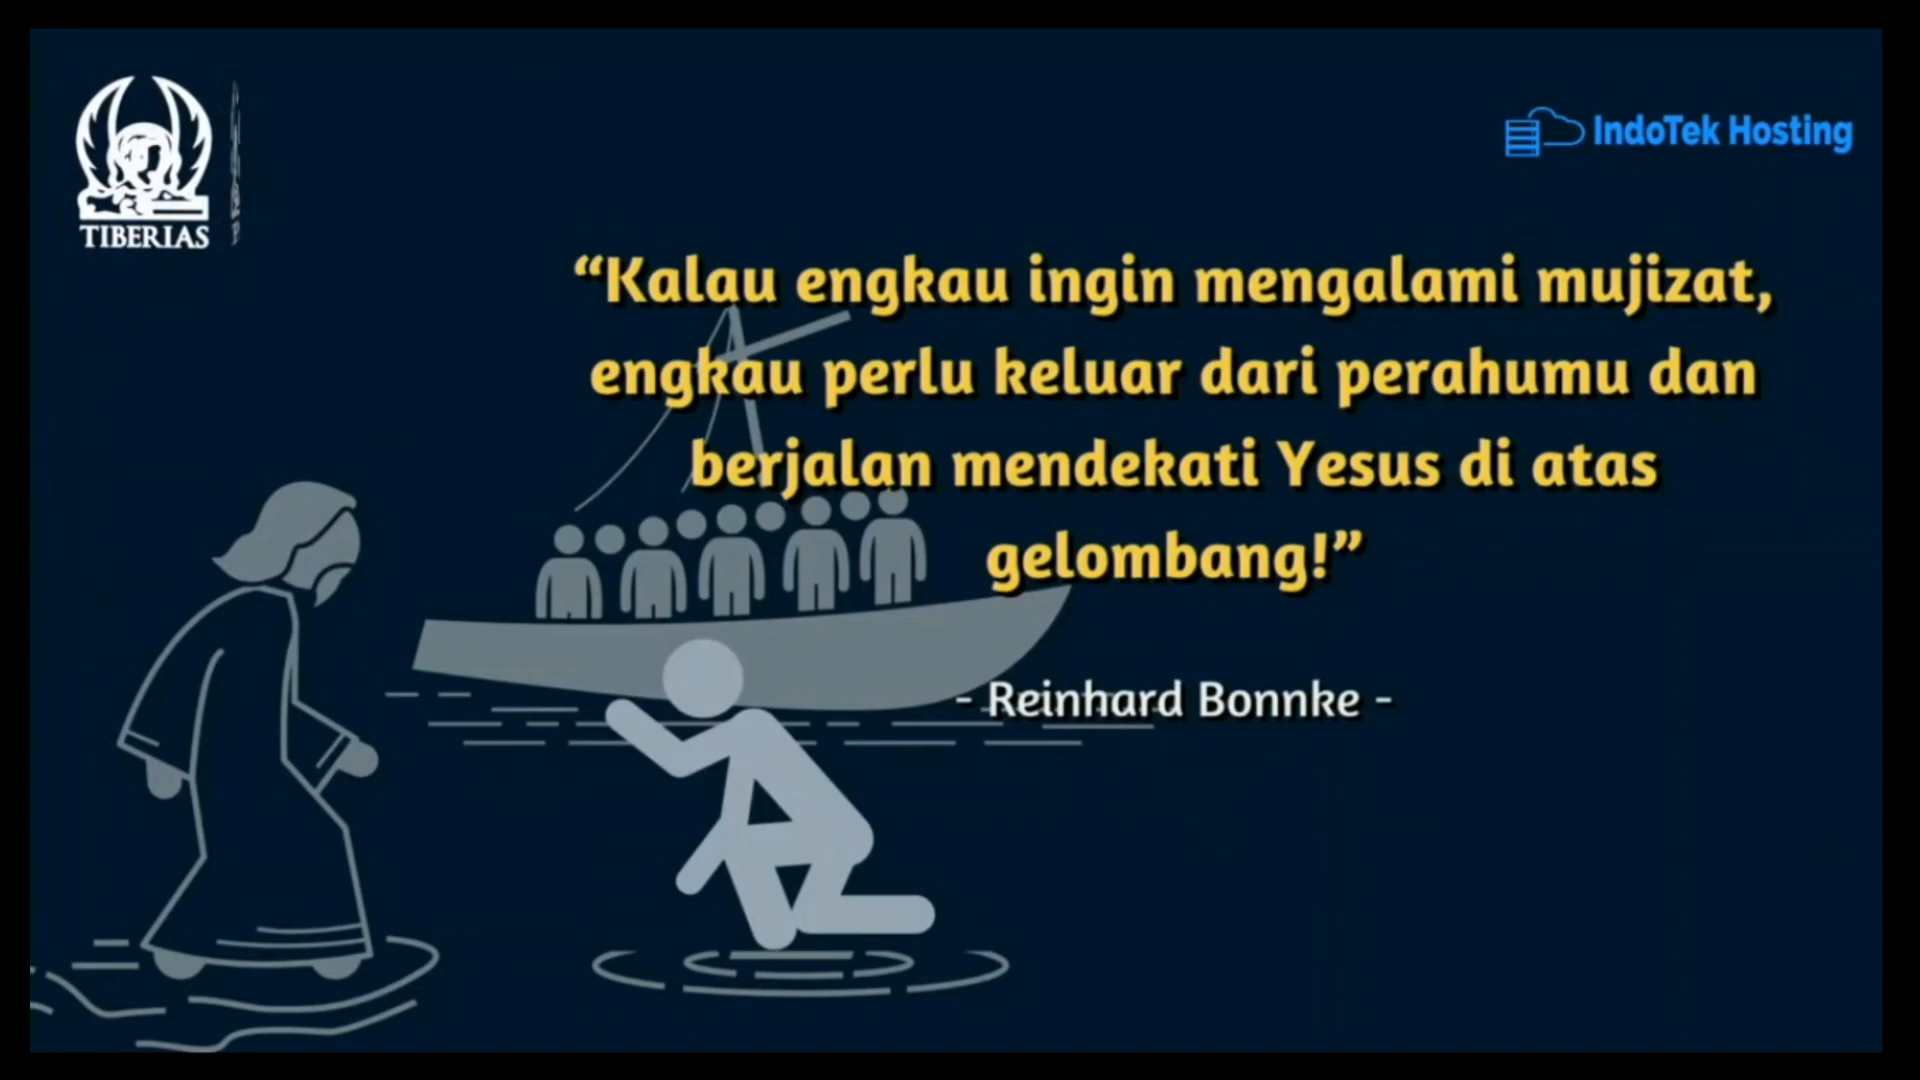 TIBERIAS
IndoTek Hosting
“Kalau engkau ingin mengalami mujizat,
engkau perlu keluar dari perahumu dan
berjalan mendekati Yesus di atas
gelombang!”
- Reinhard Bonnke -